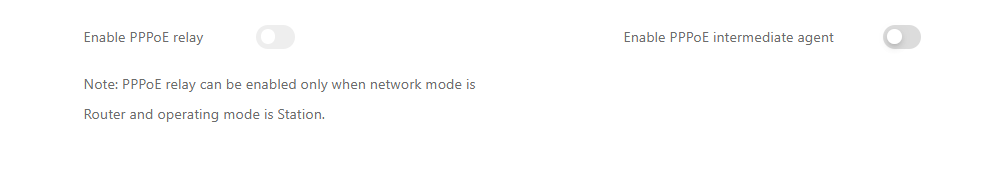 Enable PPPoE relay
Enable PPPoE intermediate agent
Note: PPPoE relay can be enabled only when network mode is
Router and operating mode is Station.